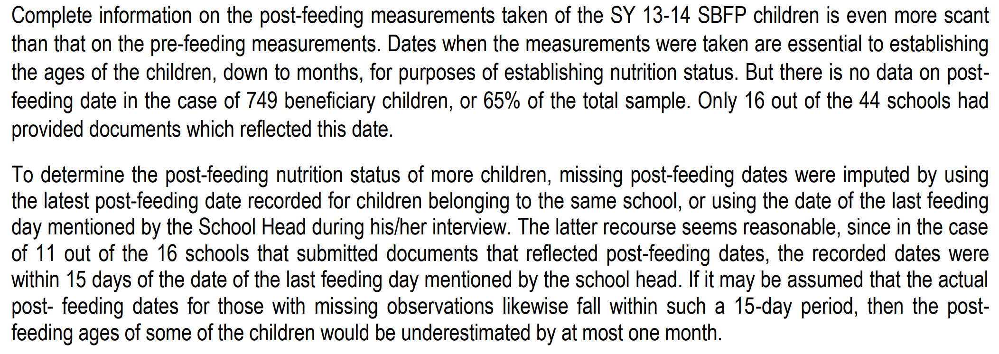 Complete information on the post-feeding measurements taken of the SY 13-14 SBFP children is even more scant
than that on the pre-feeding measurements. Dates when the measurements were taken are essential to establishing
the ages of the children, down to months, for purposes of establishing nutrition status. But there is no data on post-
feeding date in the case of 749 beneficiary children, or 65% of the total sample. Only 16 out of the 44 schools had
provided documents which reflected this date.
To determine the post-feeding nutrition status of more children, missing post-feeding dates were imputed by using
the latest post-feeding date recorded for children belonging to the same school, or using the date of the last feeding
day mentioned by the School Head during his/her interview. The latter recourse seems reasonable, since in the case
of 11 out of the 16 schools that submitted documents that reflected post-feeding dates, the recorded dates were
within 15 days of the date of the last feeding day mentioned by the school head. If it may be assumed that the actual
post- feeding dates for those with missing observations likewise fall within such a 15-day period, then the post-
feeding ages of some of the children would be underestimated by at most one month.